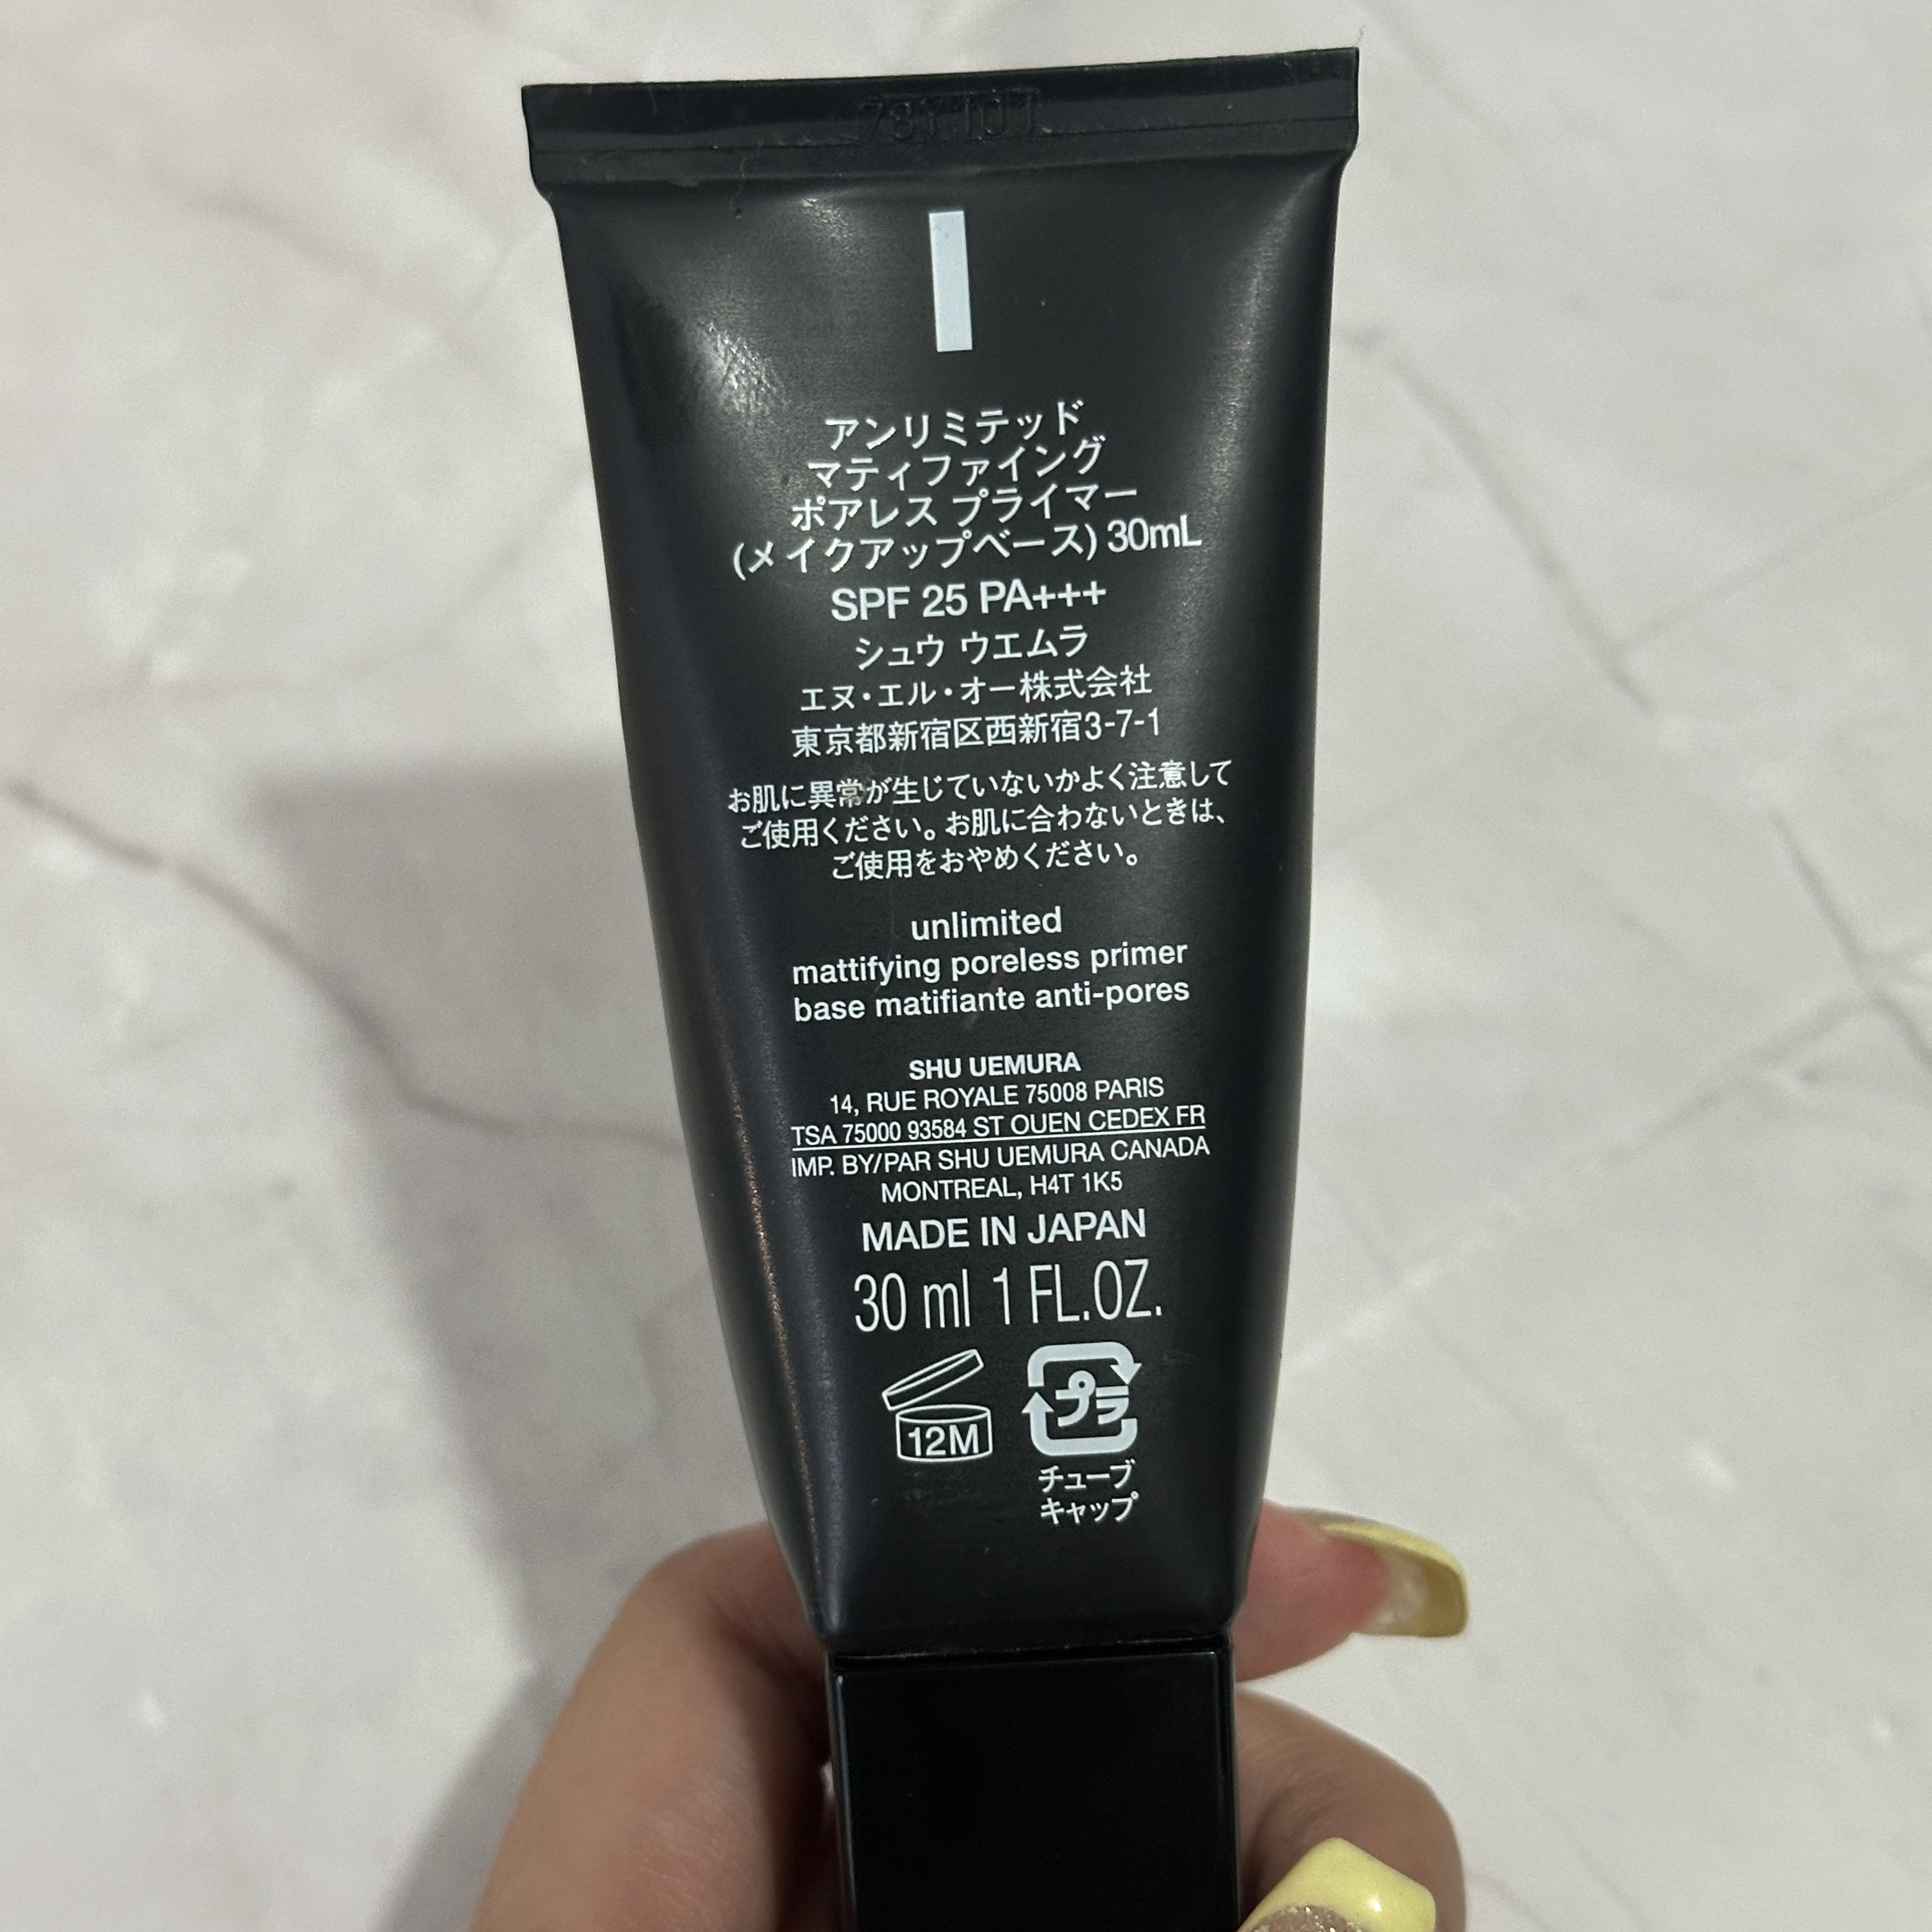 78Y107
アンリミテッド
マティファイング
ポアレス プライマー
(メイクアップベース) 30mL
SPF 25 PA+++
シュウ ウエムラ
エヌ・エル・オー株式会社
東京都新宿区西新宿3-7-1
お肌に異常が生じていないかよく注意して
ご使用ください。お肌に合わないときは、
ご使用をおやめください。
unlimited
mattifying poreless primer
base matifiante anti-pores
SHU UEMURA
14, RUE ROYALE 75008 PARIS
TSA 75000 93584 ST OUEN CEDEX FR
IMP. BY/PAR SHU UEMURA CANADA
MONTREAL, H4T 1K5
MADE IN JAPAN
30 ml 1 FL.OZ.
12M プラ
チューブ
キャップ